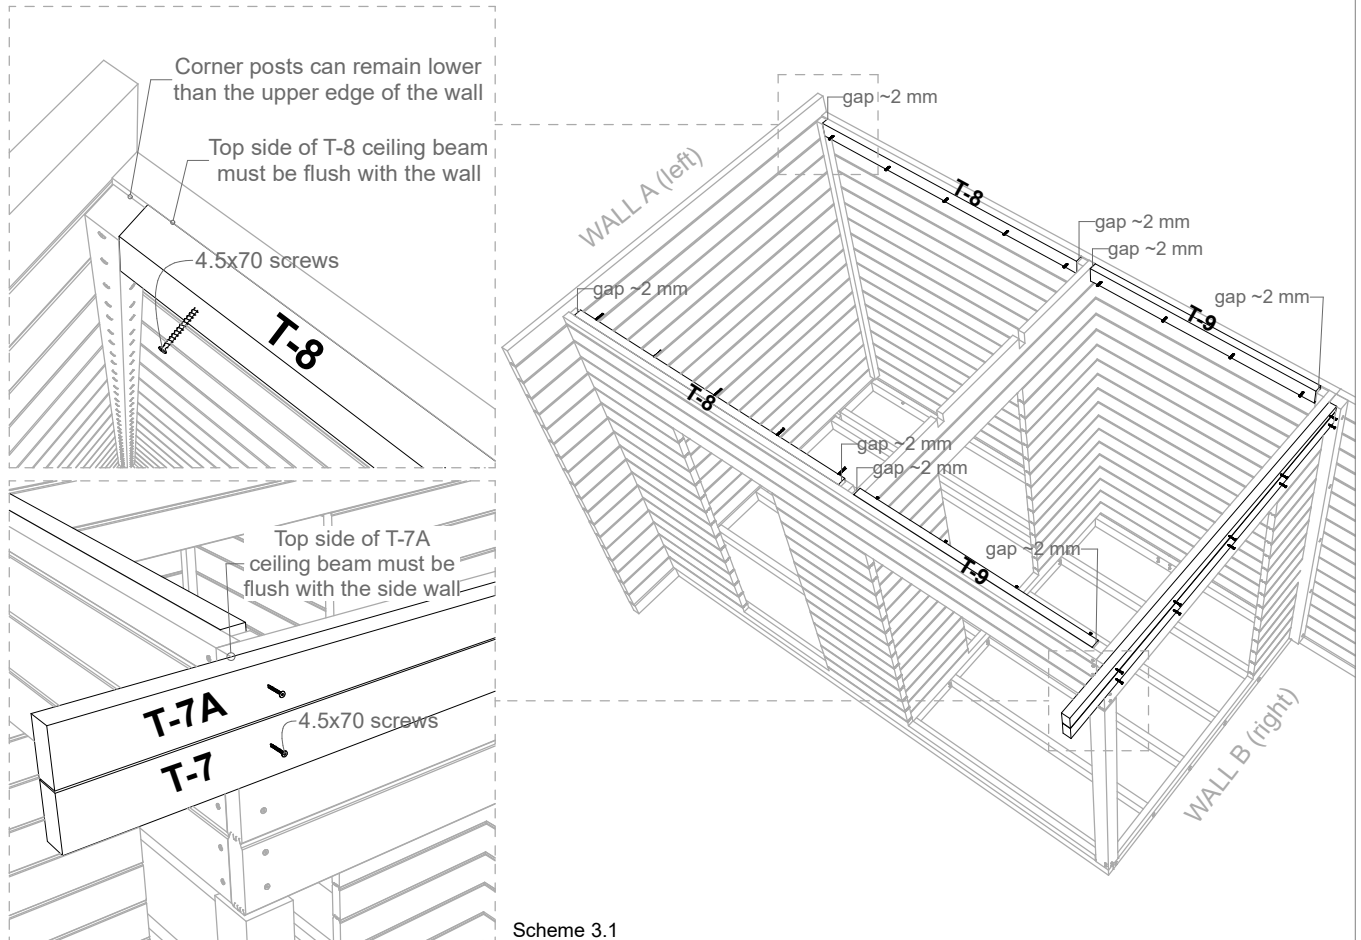 Corner posts can remain lower
than the upper edge of the wall
Top side of T-8 ceiling beam
must be flush with the wall
4.5x70 screws
T-8
Top side of T-7A
ceiling beam must be
flush with the side wall
T-7A
4.5x70 screws
T-7
gap ~2 mm
WALL A (left)
T-8
gap ~2 mm
gap ~2 mm
gap ~2 mm
gap ~2 mm
T-9
T-8
gap ~2 mm
gap ~2 mm
gap ~2 mm
T-9
WALL B (right)
Scheme 3.1